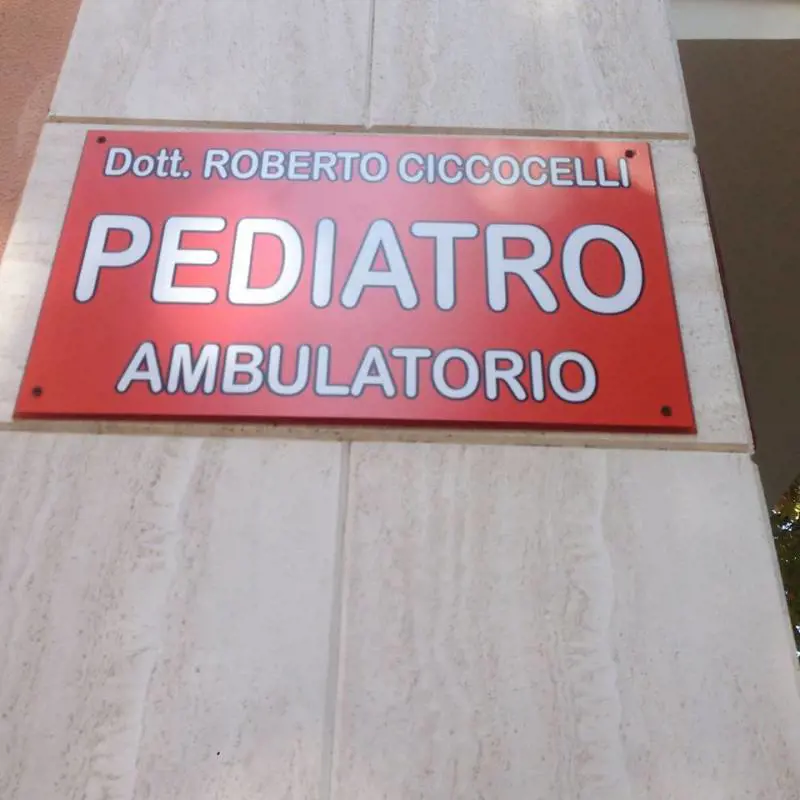 Dott. ROBERTO CICCOCELLI
PEDIATRO
AMBULATORIO